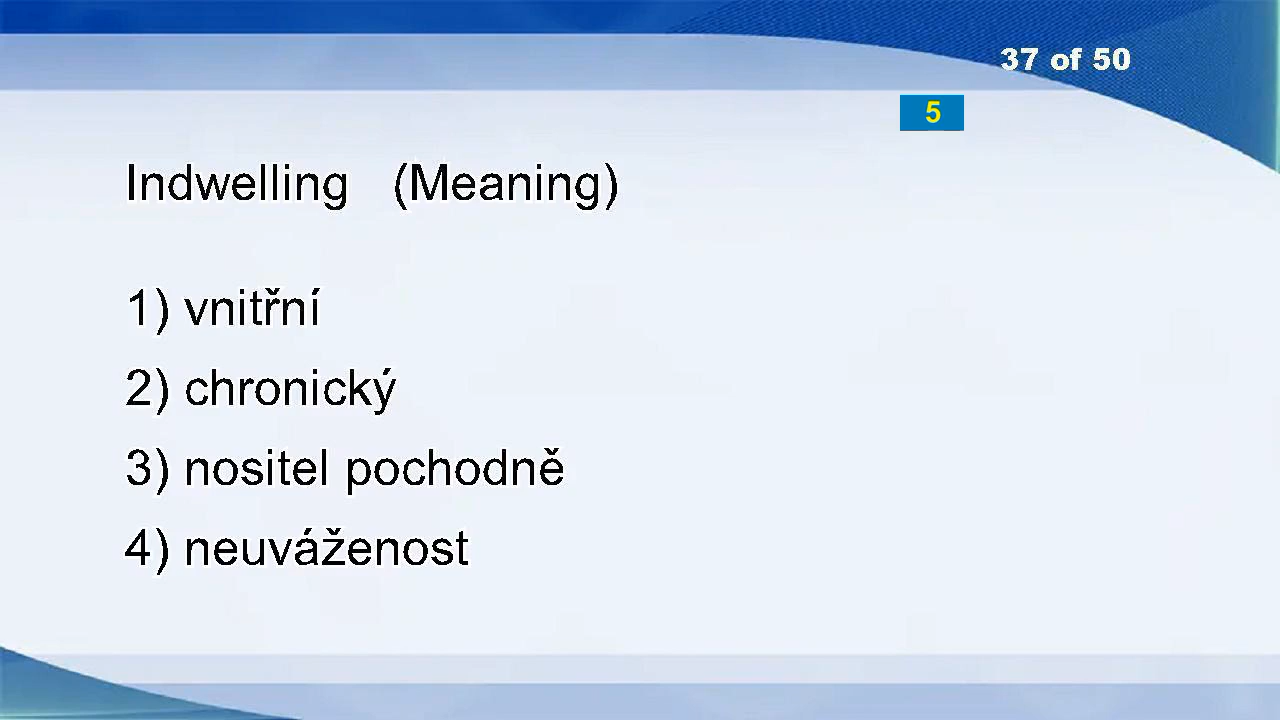 37 of 50
5
Indwelling (Meaning)
1) vnitřní
2) chronický
3) nositel pochodně
4) neuváženost